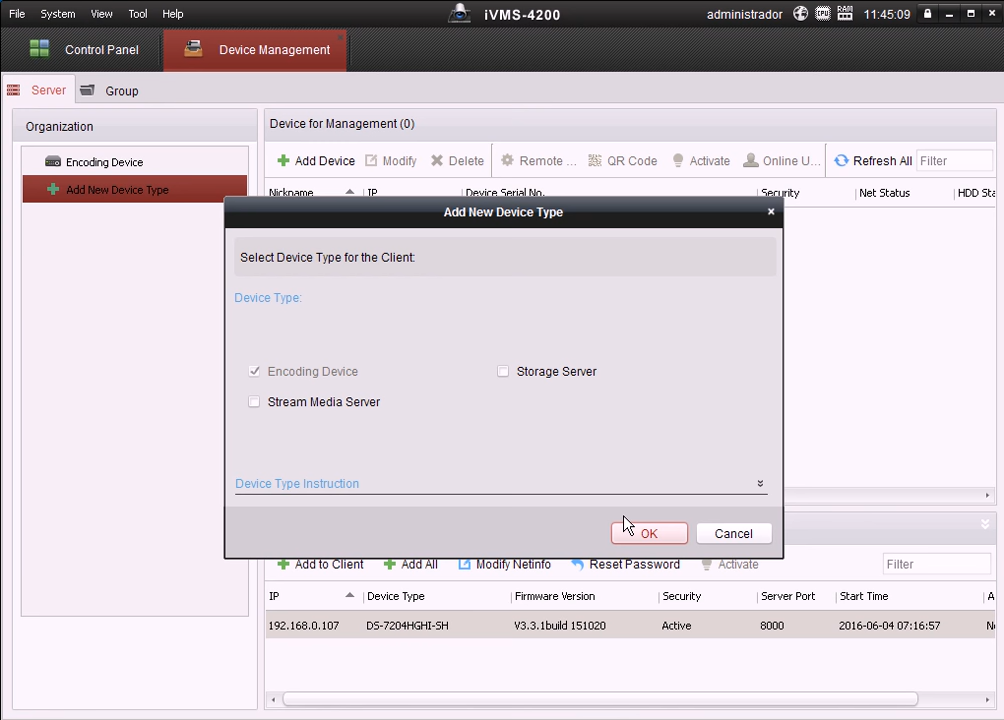 File System View Tool Help iVMS-4200 administrador CPU RAM 11:45:09
Control Panel Device Management
Server Group
Organization
Encoding Device
Add New Device Type
Device for Management (0)
Add Device Modify Delete Remote ... QR Code Activate Online U... Refresh All Filter
Nickname IP Device Serial No. Security Net Status HDD Sta
Add New Device Type
Select Device Type for the Client:
Device Type:
Encoding Device Storage Server
Stream Media Server
Device Type Instruction
OK Cancel
Add to Client Add All Modify Netinfo Reset Password Activate Filter
IP Device Type Firmware Version Security Server Port Start Time A
192.168.0.107 DS-7204HGHI-SH V3.3.1build 151020 Active 8000 2016-06-04 07:16:57 N